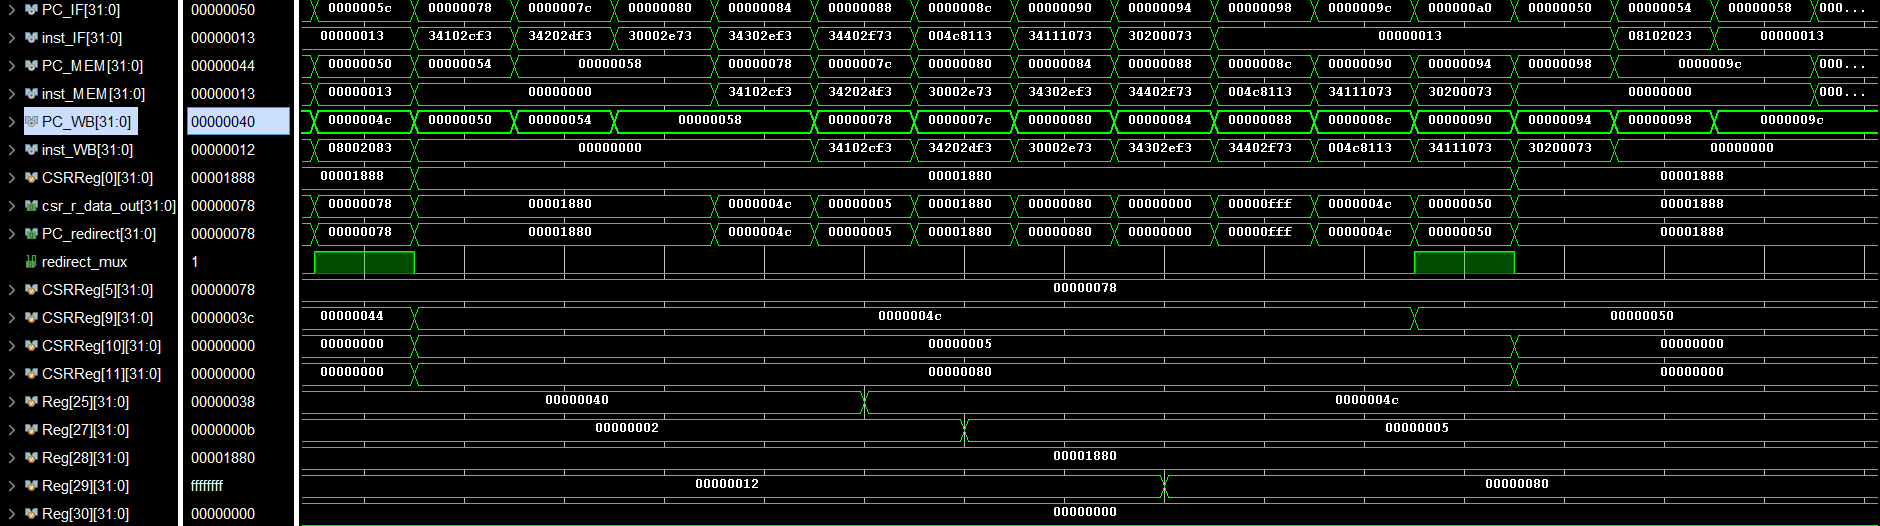 PC_IF[31:0] 00000050 0000005c 00000078 0000007c 00000080 00000084 00000088 0000008c 00000090 00000094 00000098 0000009c 000000a0 00000050 00000054 00000058 000...
inst_IF[31:0] 00000013 00000013 34102cf3 34202df3 30002e73 34302ef3 34402f73 004c8113 34111073 30200073 00000013 08102023 00000013
PC_MEM[31:0] 00000044 00000050 00000054 00000058 00000078 0000007c 00000080 00000084 00000088 0000008c 00000090 00000094 00000098 0000009c 000...
inst_MEM[31:0] 00000013 00000013 00000000 34102cf3 34202df3 30002e73 34302ef3 34402f73 004c8113 34111073 30200073 00000000 000...
PC_WB[31:0] 00000040 0000004c 00000050 00000054 00000058 00000078 0000007c 00000080 00000084 00000088 0000008c 00000090 00000094 00000098 0000009c
inst_WB[31:0] 00000012 08002083 00000000 34102cf3 34202df3 30002e73 34302ef3 34402f73 004c8113 34111073 30200073 00000000
CSRReg[0][31:0] 00001888 00001888 00001880 00001888
csr_r_data_out[31:0] 00000078 00000078 00001880 0000004c 00000005 00001880 00000080 00000000 00000fff 0000004c 00000050 00001888
PC_redirect[31:0] 00000078 00000078 00001880 0000004c 00000005 00001880 00000080 00000000 00000fff 0000004c 00000050 00001888
redirect_mux 1
CSRReg[5][31:0] 00000078 00000078
CSRReg[9][31:0] 0000003c 00000044 0000004c 00000050
CSRReg[10][31:0] 00000000 00000000 00000005 00000000
CSRReg[11][31:0] 00000000 00000000 00000080 00000000
Reg[25][31:0] 00000038 00000040 0000004c
Reg[27][31:0] 0000000b 00000002 00000005
Reg[28][31:0] 00001880 00001880
Reg[29][31:0] ffffffff 00000012 00000080
Reg[30][31:0] 00000000 00000000